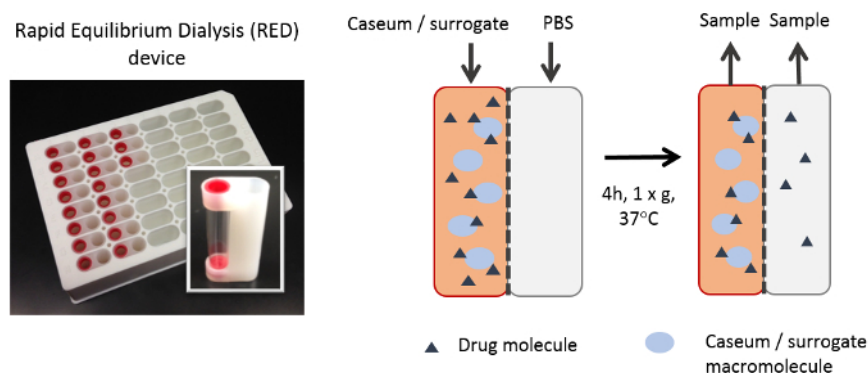 Rapid Equilibrium Dialysis (RED)
device
Caseum / surrogate
PBS
Sample Sample
4h, 1 x g,
37°C
Drug molecule
Caseum / surrogate
macromolecule